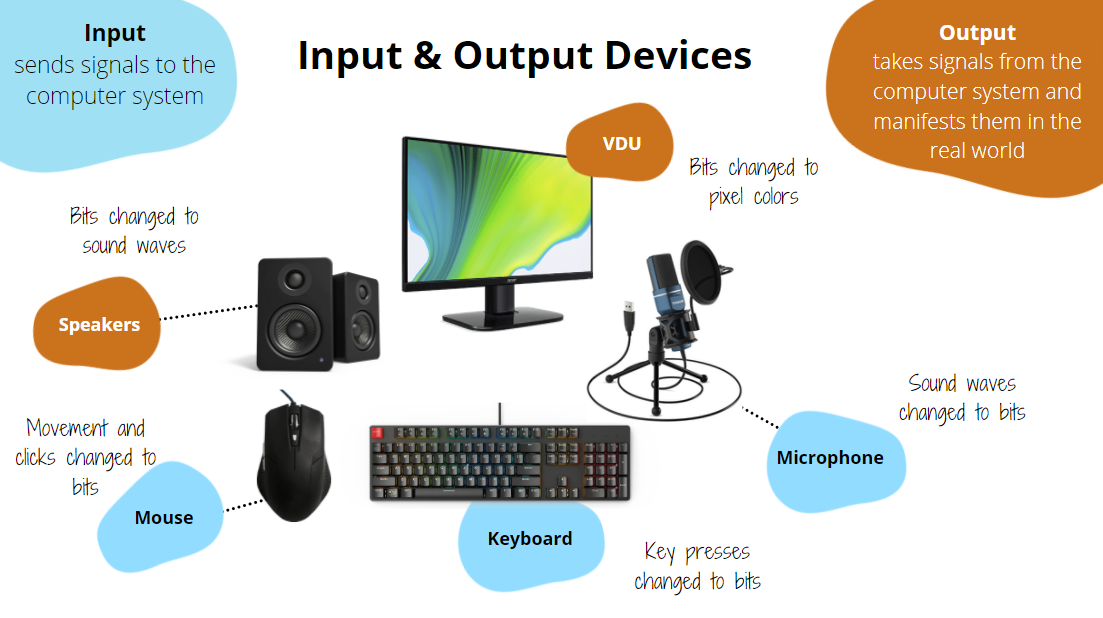 Input
sends signals to the
computer system
Input & Output Devices
Output
takes signals from the
computer system and
manifests them in the
real world
VDU
Bits changed to
pixel colors
Bits changed to
sound waves
Speakers
Sound waves
changed to bits
Microphone
Movement and
clicks changed to
bits
Mouse
Keyboard
Key presses
changed to bits